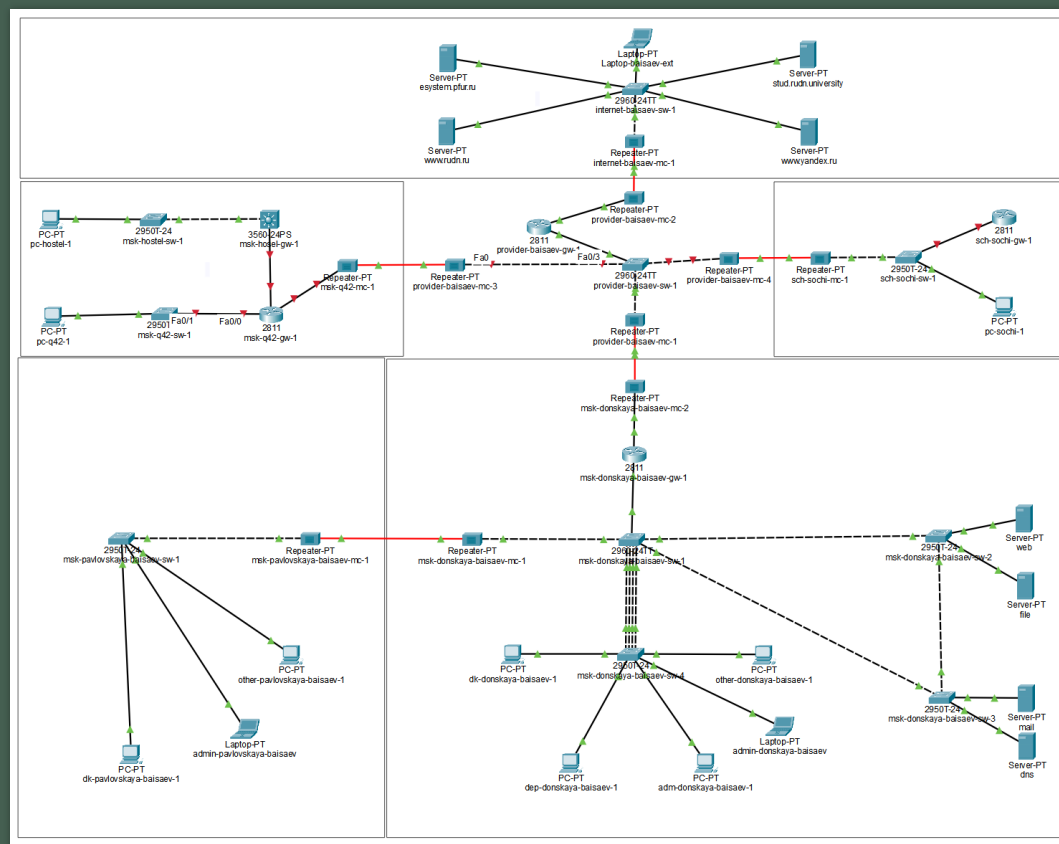 Laptop-PT
Laptop-baisaev-ext
Server-PT
esystem.pfur.ru
Server-PT
stud.rudn.university
2960-24TT
internet-baisaev-sw-1
Server-PT
www.rudn.ru
Server-PT
www.yandex.ru
Repeater-PT
internet-baisaev-mc-1
Repeater-PT
provider-baisaev-mc-2
2811
provider-baisaev-gw-1
PC-PT
pc-hostel-1
2950T-24
msk-hostel-sw-1
3560-24PS
msk-hostel-gw-1
Repeater-PT
msk-q42-mc-1
Repeater-PT
provider-baisaev-mc-3
Fa0
Fa0/3
2960-24TT
provider-baisaev-sw-1
Repeater-PT
provider-baisaev-mc-4
Repeater-PT
sch-sochi-mc-1
2950T-24
sch-sochi-sw-1
2811
sch-sochi-gw-1
PC-PT
pc-sochi-1
PC-PT
pc-q42-1
2950T
Fa0/1
msk-q42-sw-1
Fa0/0
2811
msk-q42-gw-1
Repeater-PT
provider-baisaev-mc-1
Repeater-PT
msk-donskaya-baisaev-mc-2
2811
msk-donskaya-baisaev-gw-1
2950T-24
msk-pavlovskaya-baisaev-sw-1
Repeater-PT
msk-pavlovskaya-baisaev-mc-1
Repeater-PT
msk-donskaya-baisaev-mc-1
2960-24TT
msk-donskaya-baisaev-sw-1
2950T-24
msk-donskaya-baisaev-sw-2
Server-PT
web
Server-PT
file
PC-PT
other-pavlovskaya-baisaev-1
Laptop-PT
admin-pavlovskaya-baisaev
PC-PT
dk-pavlovskaya-baisaev-1
PC-PT
dk-donskaya-baisaev-1
2950T-24
msk-donskaya-baisaev-sw-4
PC-PT
other-donskaya-baisaev-1
Laptop-PT
admin-donskaya-baisaev
PC-PT
dep-donskaya-baisaev-1
PC-PT
adm-donskaya-baisaev-1
2950T-24
msk-donskaya-baisaev-sw-3
Server-PT
mail
Server-PT
dns